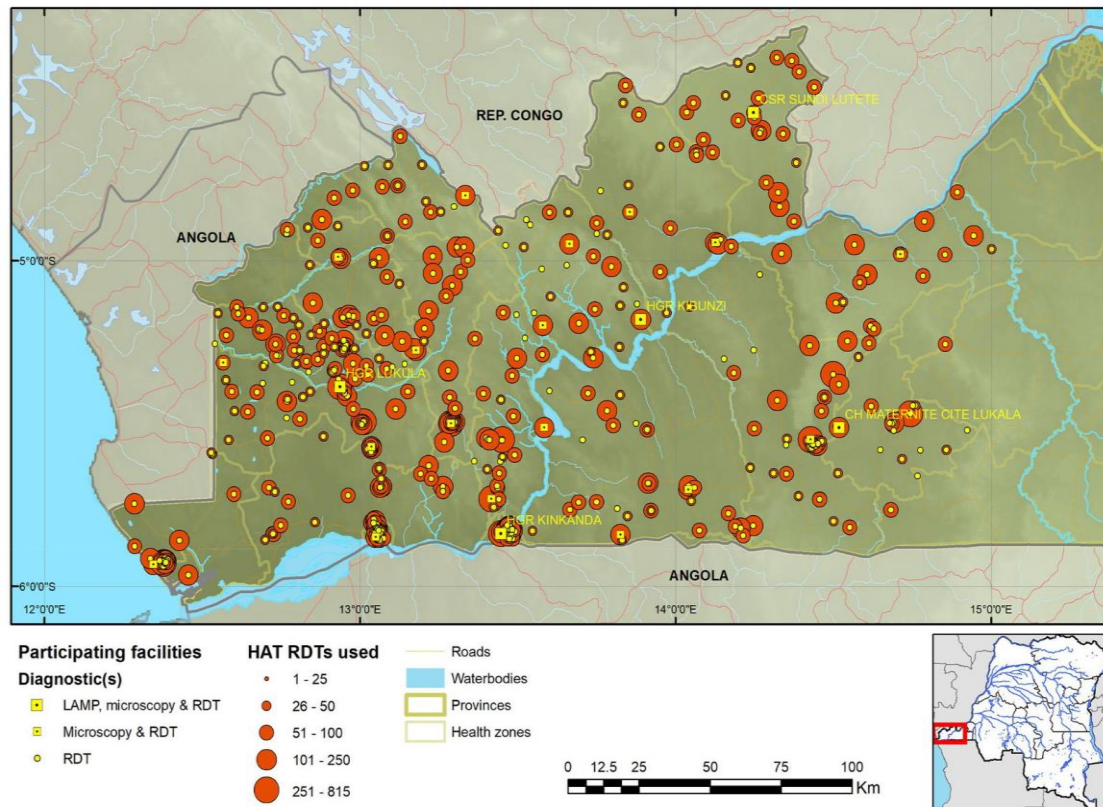 REP. CONGO
CSR SUNDI LUTETE
ANGOLA
5°0'0"S
HGR KIBUNZI
HGR LUKULA
CH MATERNITE CITE LUKALA
HGR KINKANDA
ANGOLA
6°0'0"S
12°0'0"E
13°0'0"E
14°0'0"E
15°0'0"E
Participating facilities
Diagnostic(s)
LAMP, microscopy & RDT
Microscopy & RDT
RDT
HAT RDTs used
1 - 25
26 - 50
51 - 100
101 - 250
251 - 815
Roads
Waterbodies
Provinces
Health zones
0 12.5 25 50 75 100
Km